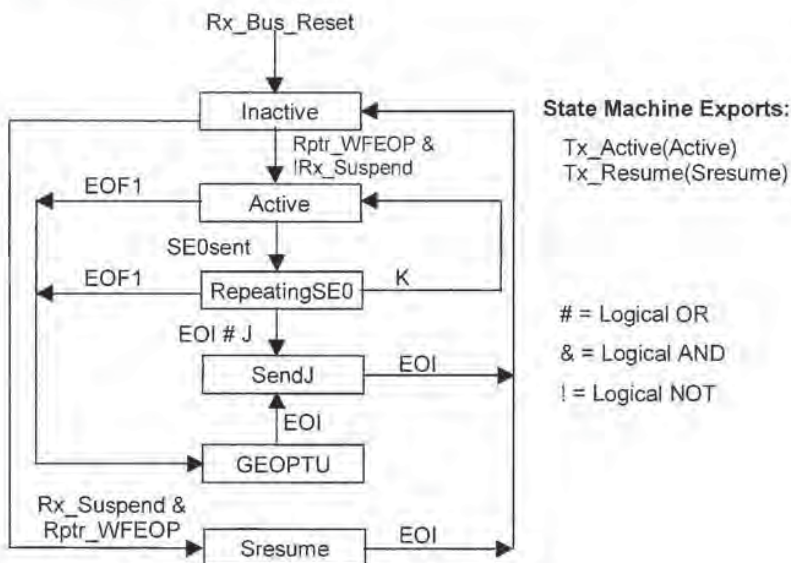 Rx_Bus_Reset
Inactive
State Machine Exports:
Rptr_WFEOP &
!Rx_Suspend
Tx_Active(Active)
Tx_Resume(Sresume)
EOF1
Active
SE0sent
EOF1
RepeatingSE0
K
EOI # J
# = Logical OR
SendJ
EOI
& = Logical AND
! = Logical NOT
EOI
GEOPTU
Rx_Suspend &
Rptr_WFEOP
Sresume
EOI